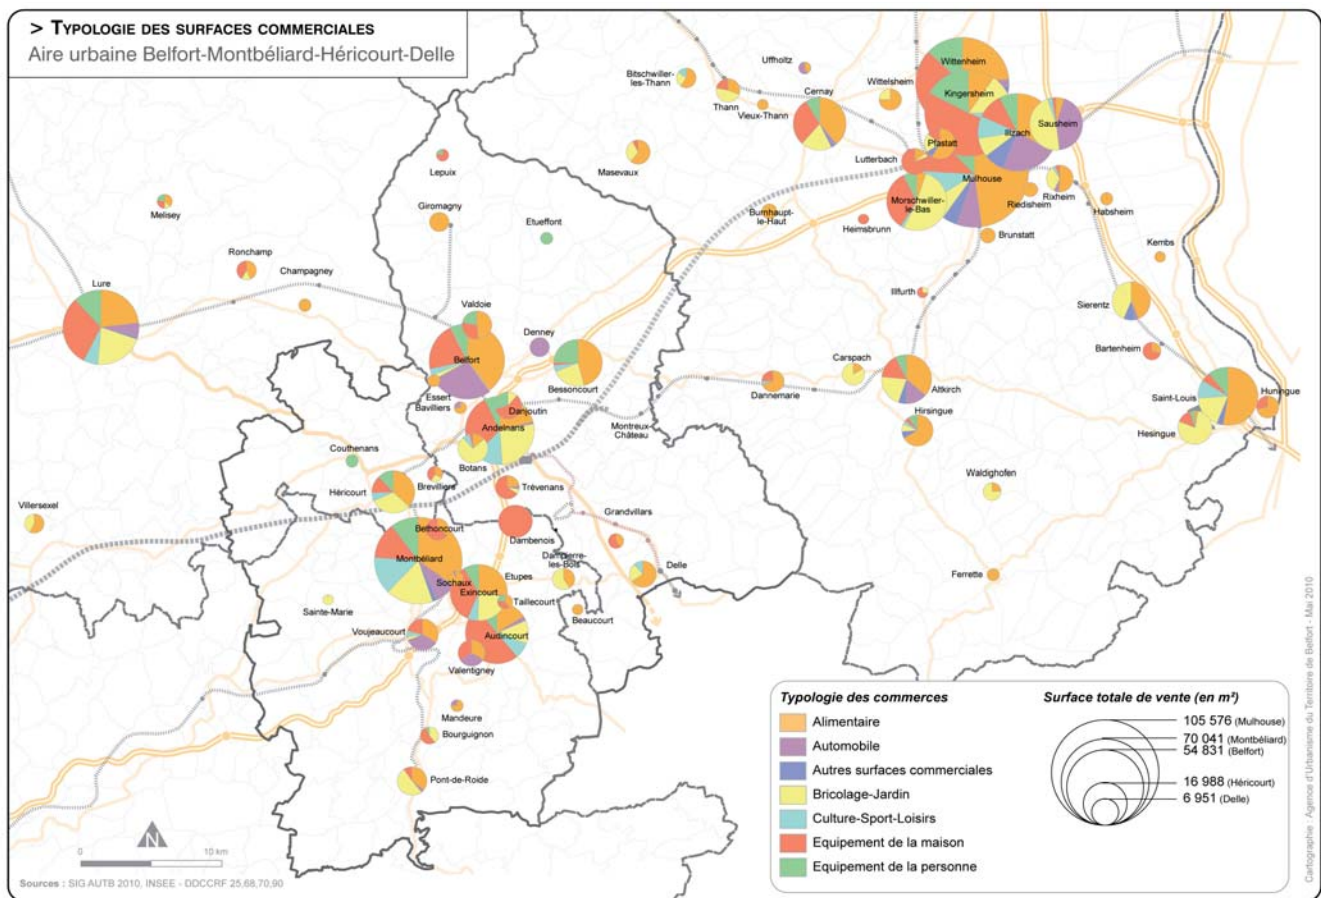 > TYPOLOGIE DES SURFACES COMMERCIALES
Aire urbaine Belfort-Montbéliard-Héricourt-Delle
Uffholtz
Bitschwiller-
les-Thann
Thann
Vieux-Thann
Cernay
Wittelsheim
Wittenheim
Kingersheim
Illzach
Sausheim
Pfastatt
Lutterbach
Mulhouse
Morschwiller-
le-Bas
Riedisheim
Rixheim
Habsheim
Brunstatt
Heimsbrunn
Burnhaupt-
le-Haut
Masevaux
Lepuix
Melisey
Giromagny
Etueffont
Ronchamp
Champagney
Lure
Valdoie
Belfort
Denney
Bessoncourt
Essert
Bavilliers
Danjoutin
Andelnans
Botans
Montreux-
Château
Dannemarie
Carspach
Altkirch
Hirsingue
Illfurth
Kembs
Sierentz
Bartenheim
Saint-Louis
Huningue
Hesingue
Waldighofen
Ferrette
Couthenans
Héricourt
Brevilliers
Trévenans
Villersexel
Bethoncourt
Dambenois
Grandvillars
Montbéliard
Sochaux
Exincourt
Etupes
Taillecourt
Dampierre-
les-Bois
Delle
Beaucourt
Sainte-Marie
Voujeaucourt
Audincourt
Valentigney
Mandeure
Bourguignon
Pont-de-Roide
N
0
10 km
Sources : SIG AUTB 2010, INSEE - DDCCRF 25,68,70,90
Typologie des commerces
Alimentaire
Automobile
Autres surfaces commerciales
Bricolage-Jardin
Culture-Sport-Loisirs
Equipement de la maison
Equipement de la personne
Surface totale de vente (en m²)
105 576 (Mulhouse)
70 041 (Montbéliard)
54 831 (Belfort)
16 988 (Héricourt)
6 951 (Delle)
Cartographie : Agence d'Urbanisme du Territoire de Belfort - Mai 2010